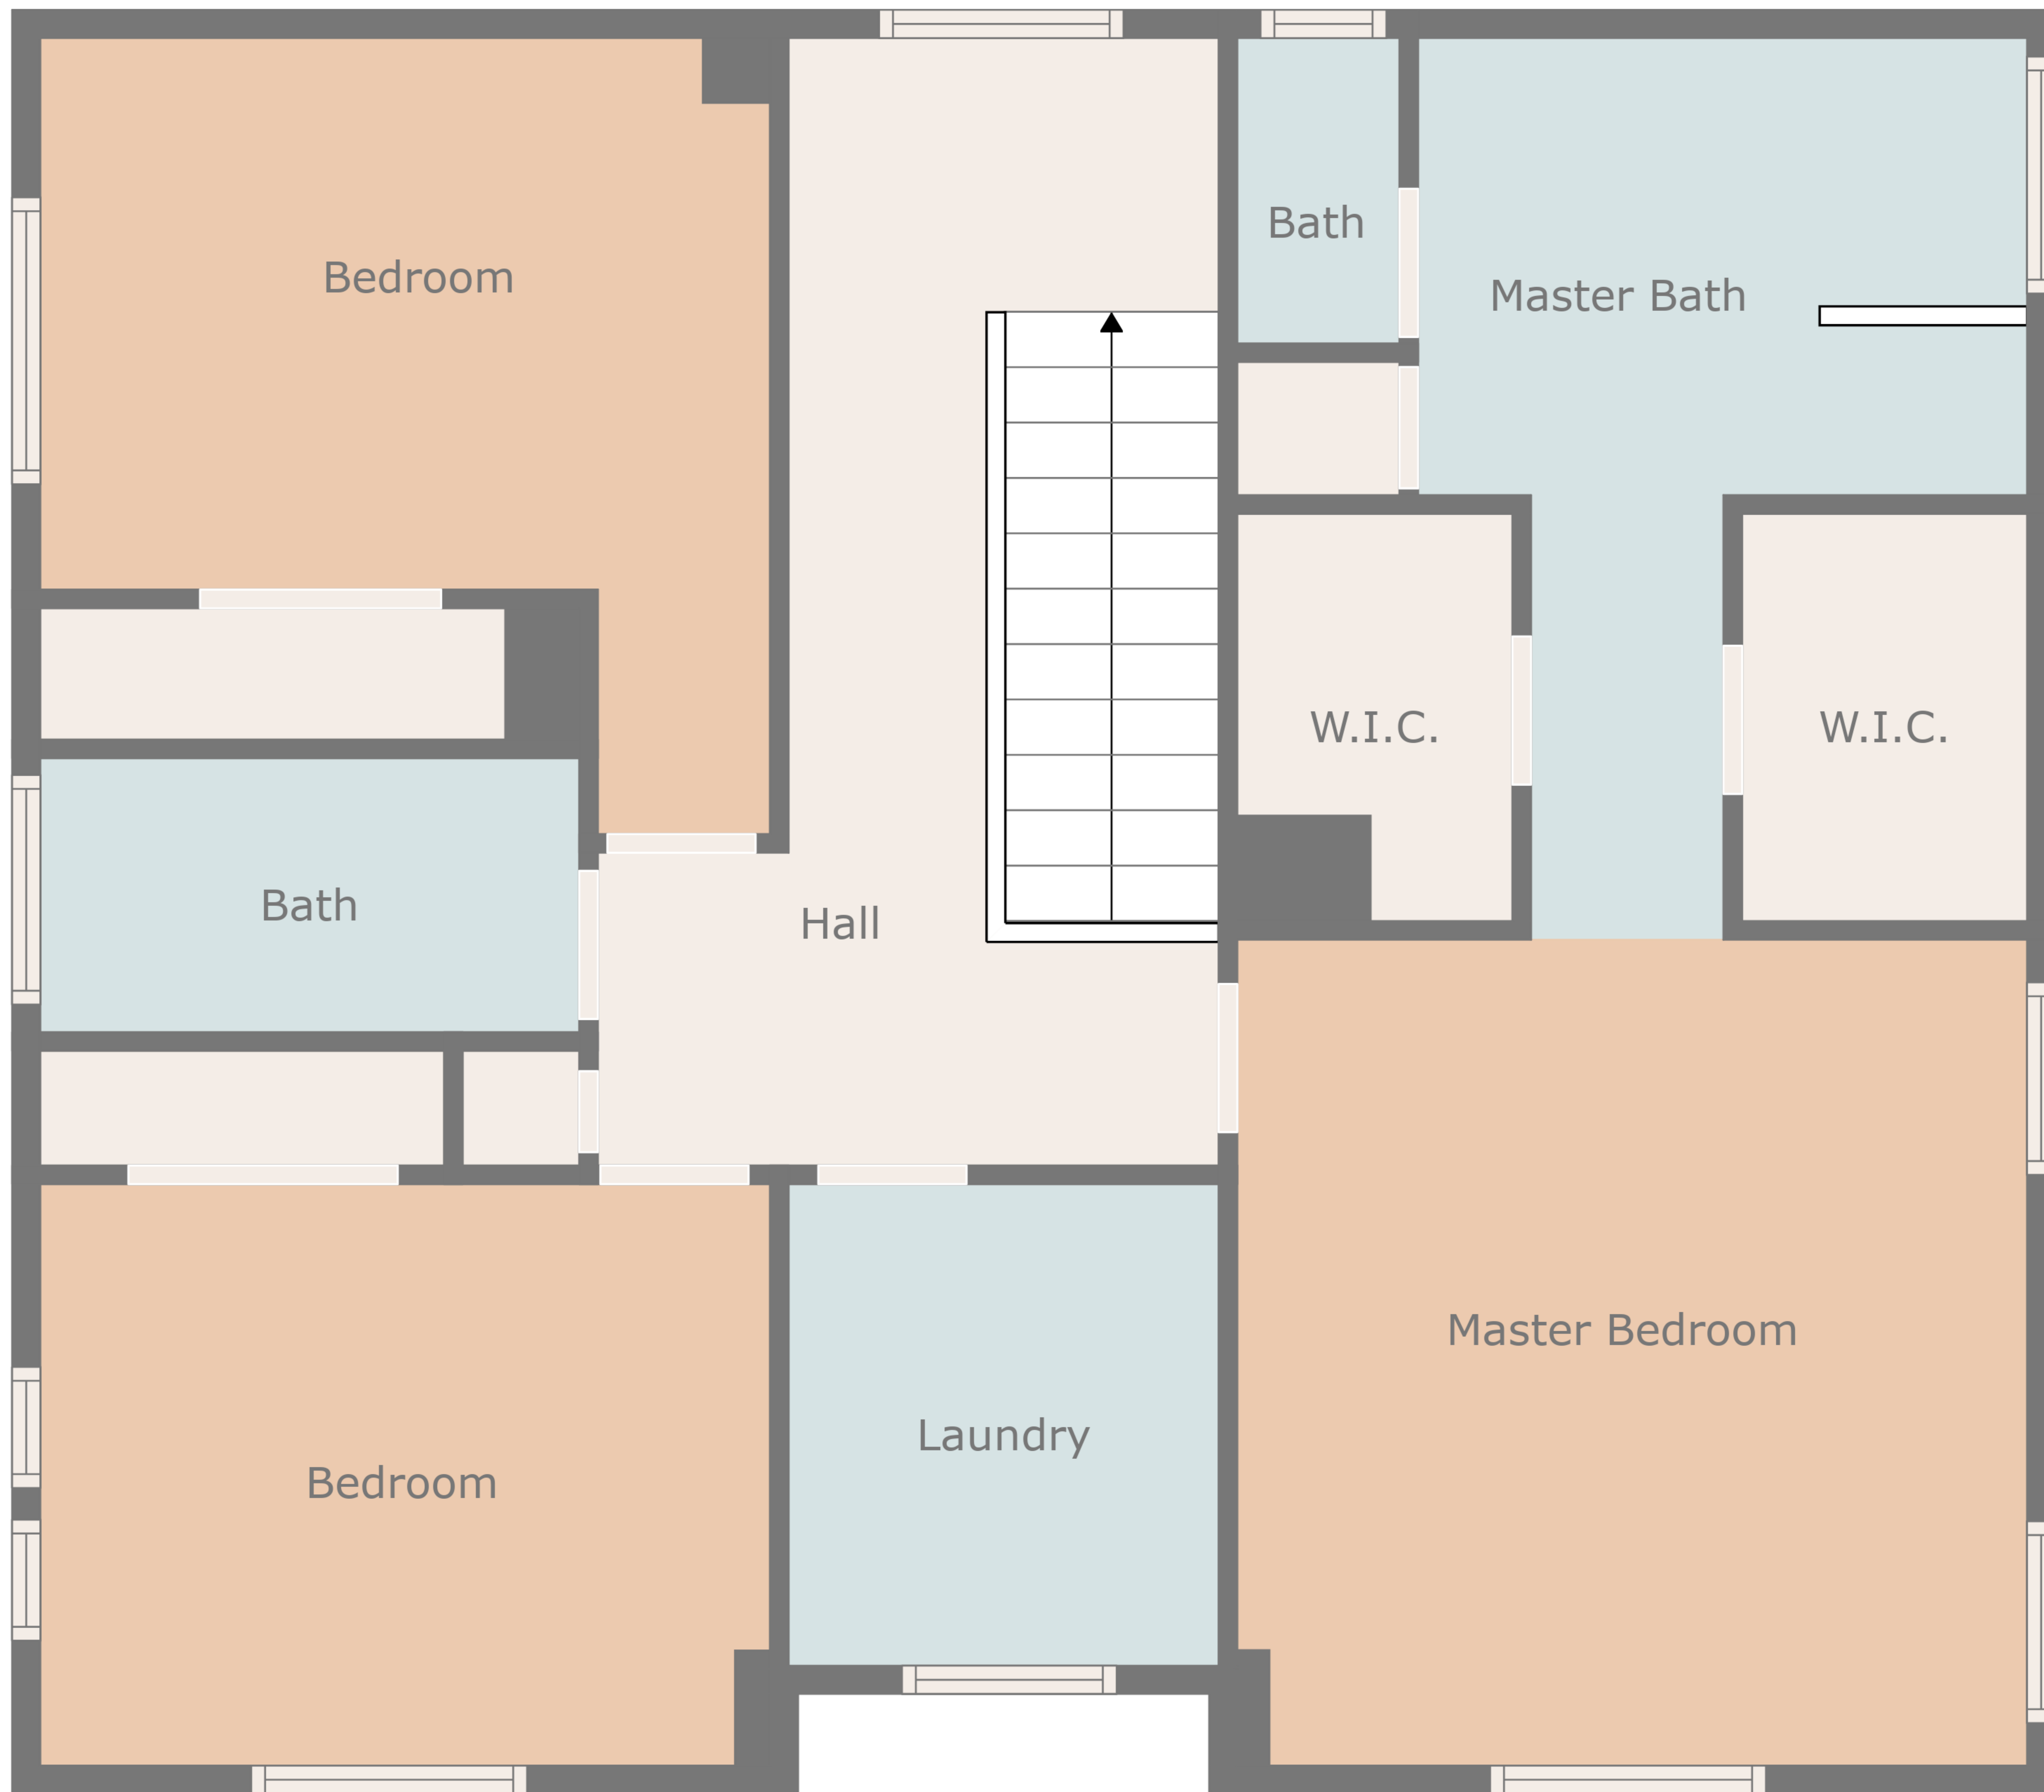 Bath
Bedroom
Master Bath
W.I.C.
W.I.C.
Bath
Hall
Master Bedroom
Laundry
Bedroom